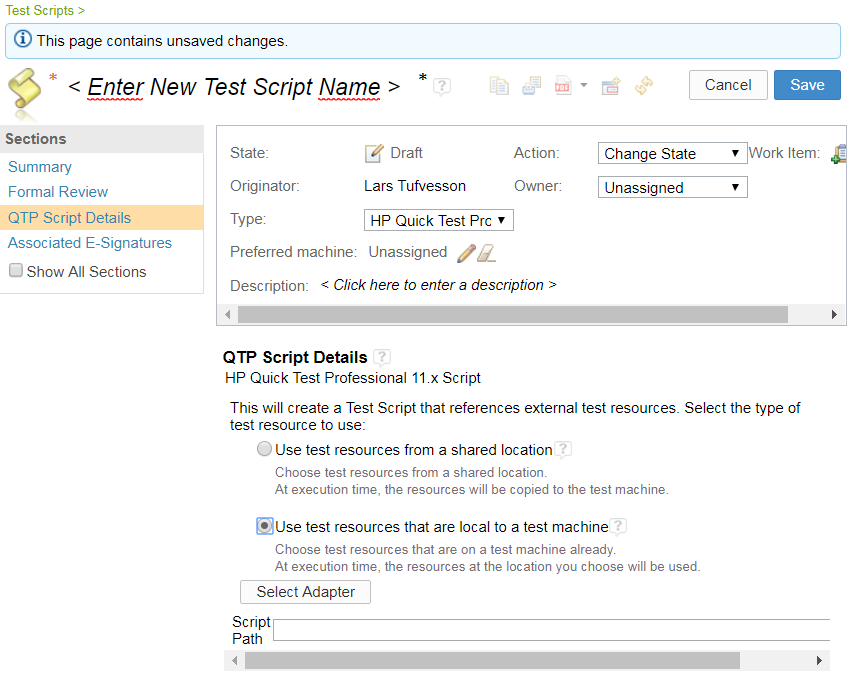 Test Scripts >
This page contains unsaved changes.
* < Enter New Test Script Name > * ?
Cancel
Save
Sections
Summary
Formal Review
QTP Script Details
Associated E-Signatures
Show All Sections
State: Draft Action: Change State Work Item:
Originator: Lars Tufvesson Owner: Unassigned
Type: HP Quick Test Prc
Preferred machine: Unassigned
Description: < Click here to enter a description >
QTP Script Details ?
HP Quick Test Professional 11.x Script
This will create a Test Script that references external test resources. Select the type of
test resource to use:
Use test resources from a shared location ?
Choose test resources from a shared location.
At execution time, the resources will be copied to the test machine.
Use test resources that are local to a test machine ?
Choose test resources that are on a test machine already.
At execution time, the resources at the location you choose will be used.
Select Adapter
Script
Path